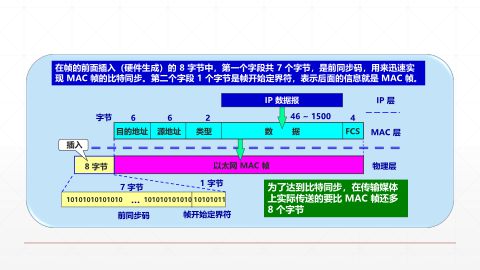 在帧的前面插入（硬件生成）的 8 字节中，第一个字段共 7 个字节，是前同步码，用来迅速实
现 MAC 帧的比特同步。第二个字段 1 个字节是帧开始定界符，表示后面的信息就是 MAC 帧。
IP 数据报
IP 层
字节 6 6 2 46 ~ 1500 4
目的地址 源地址 类型 数 据 FCS
MAC 层
插入
8 字节
以太网 MAC 帧
物理层
7 字节 1 字节
10101010101010 … 10101010101010101011
前同步码 帧开始定界符
为了达到比特同步，在传输媒体
上实际传送的要比 MAC 帧还多
8 个字节